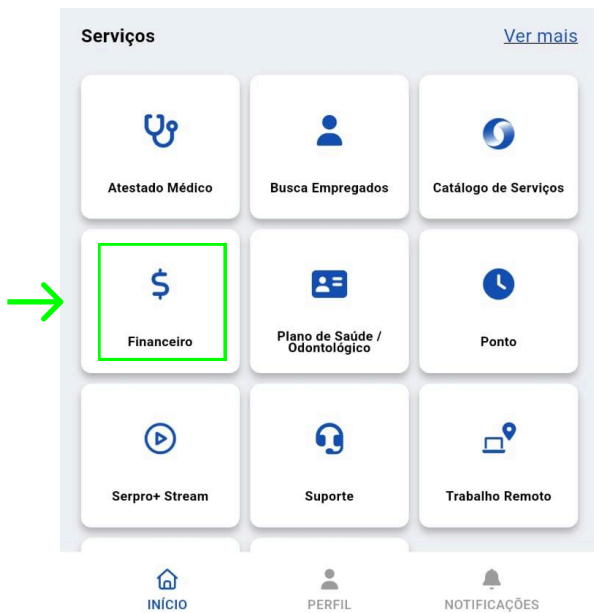 Serviços
Ver mais
Atestado Médico
Busca Empregados
Catálogo de Serviços
Financeiro
Plano de Saúde /
Odontológico
Ponto
Serpro+ Stream
Suporte
Trabalho Remoto
INÍCIO
PERFIL
NOTIFICAÇÕES